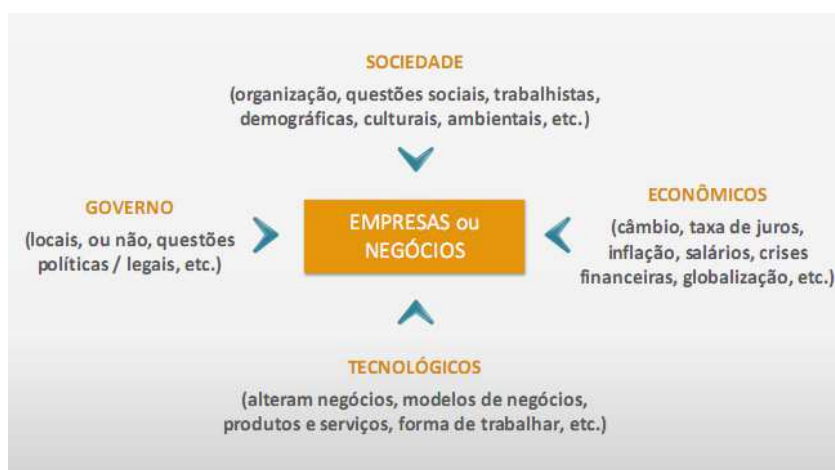 SOCIEDADE
(organização, questões sociais, trabalhistas,
demográficas, culturais, ambientais, etc.)
GOVERNO
(locais, ou não, questões
políticas / legais, etc.)
EMPRESAS ou
NEGÓCIOS
ECONÔMICOS
(câmbio, taxa de juros,
inflação, salários, crises
financeiras, globalização, etc.)
TECNOLÓGICOS
(alteram negócios, modelos de negócios,
produtos e serviços, forma de trabalhar, etc.)